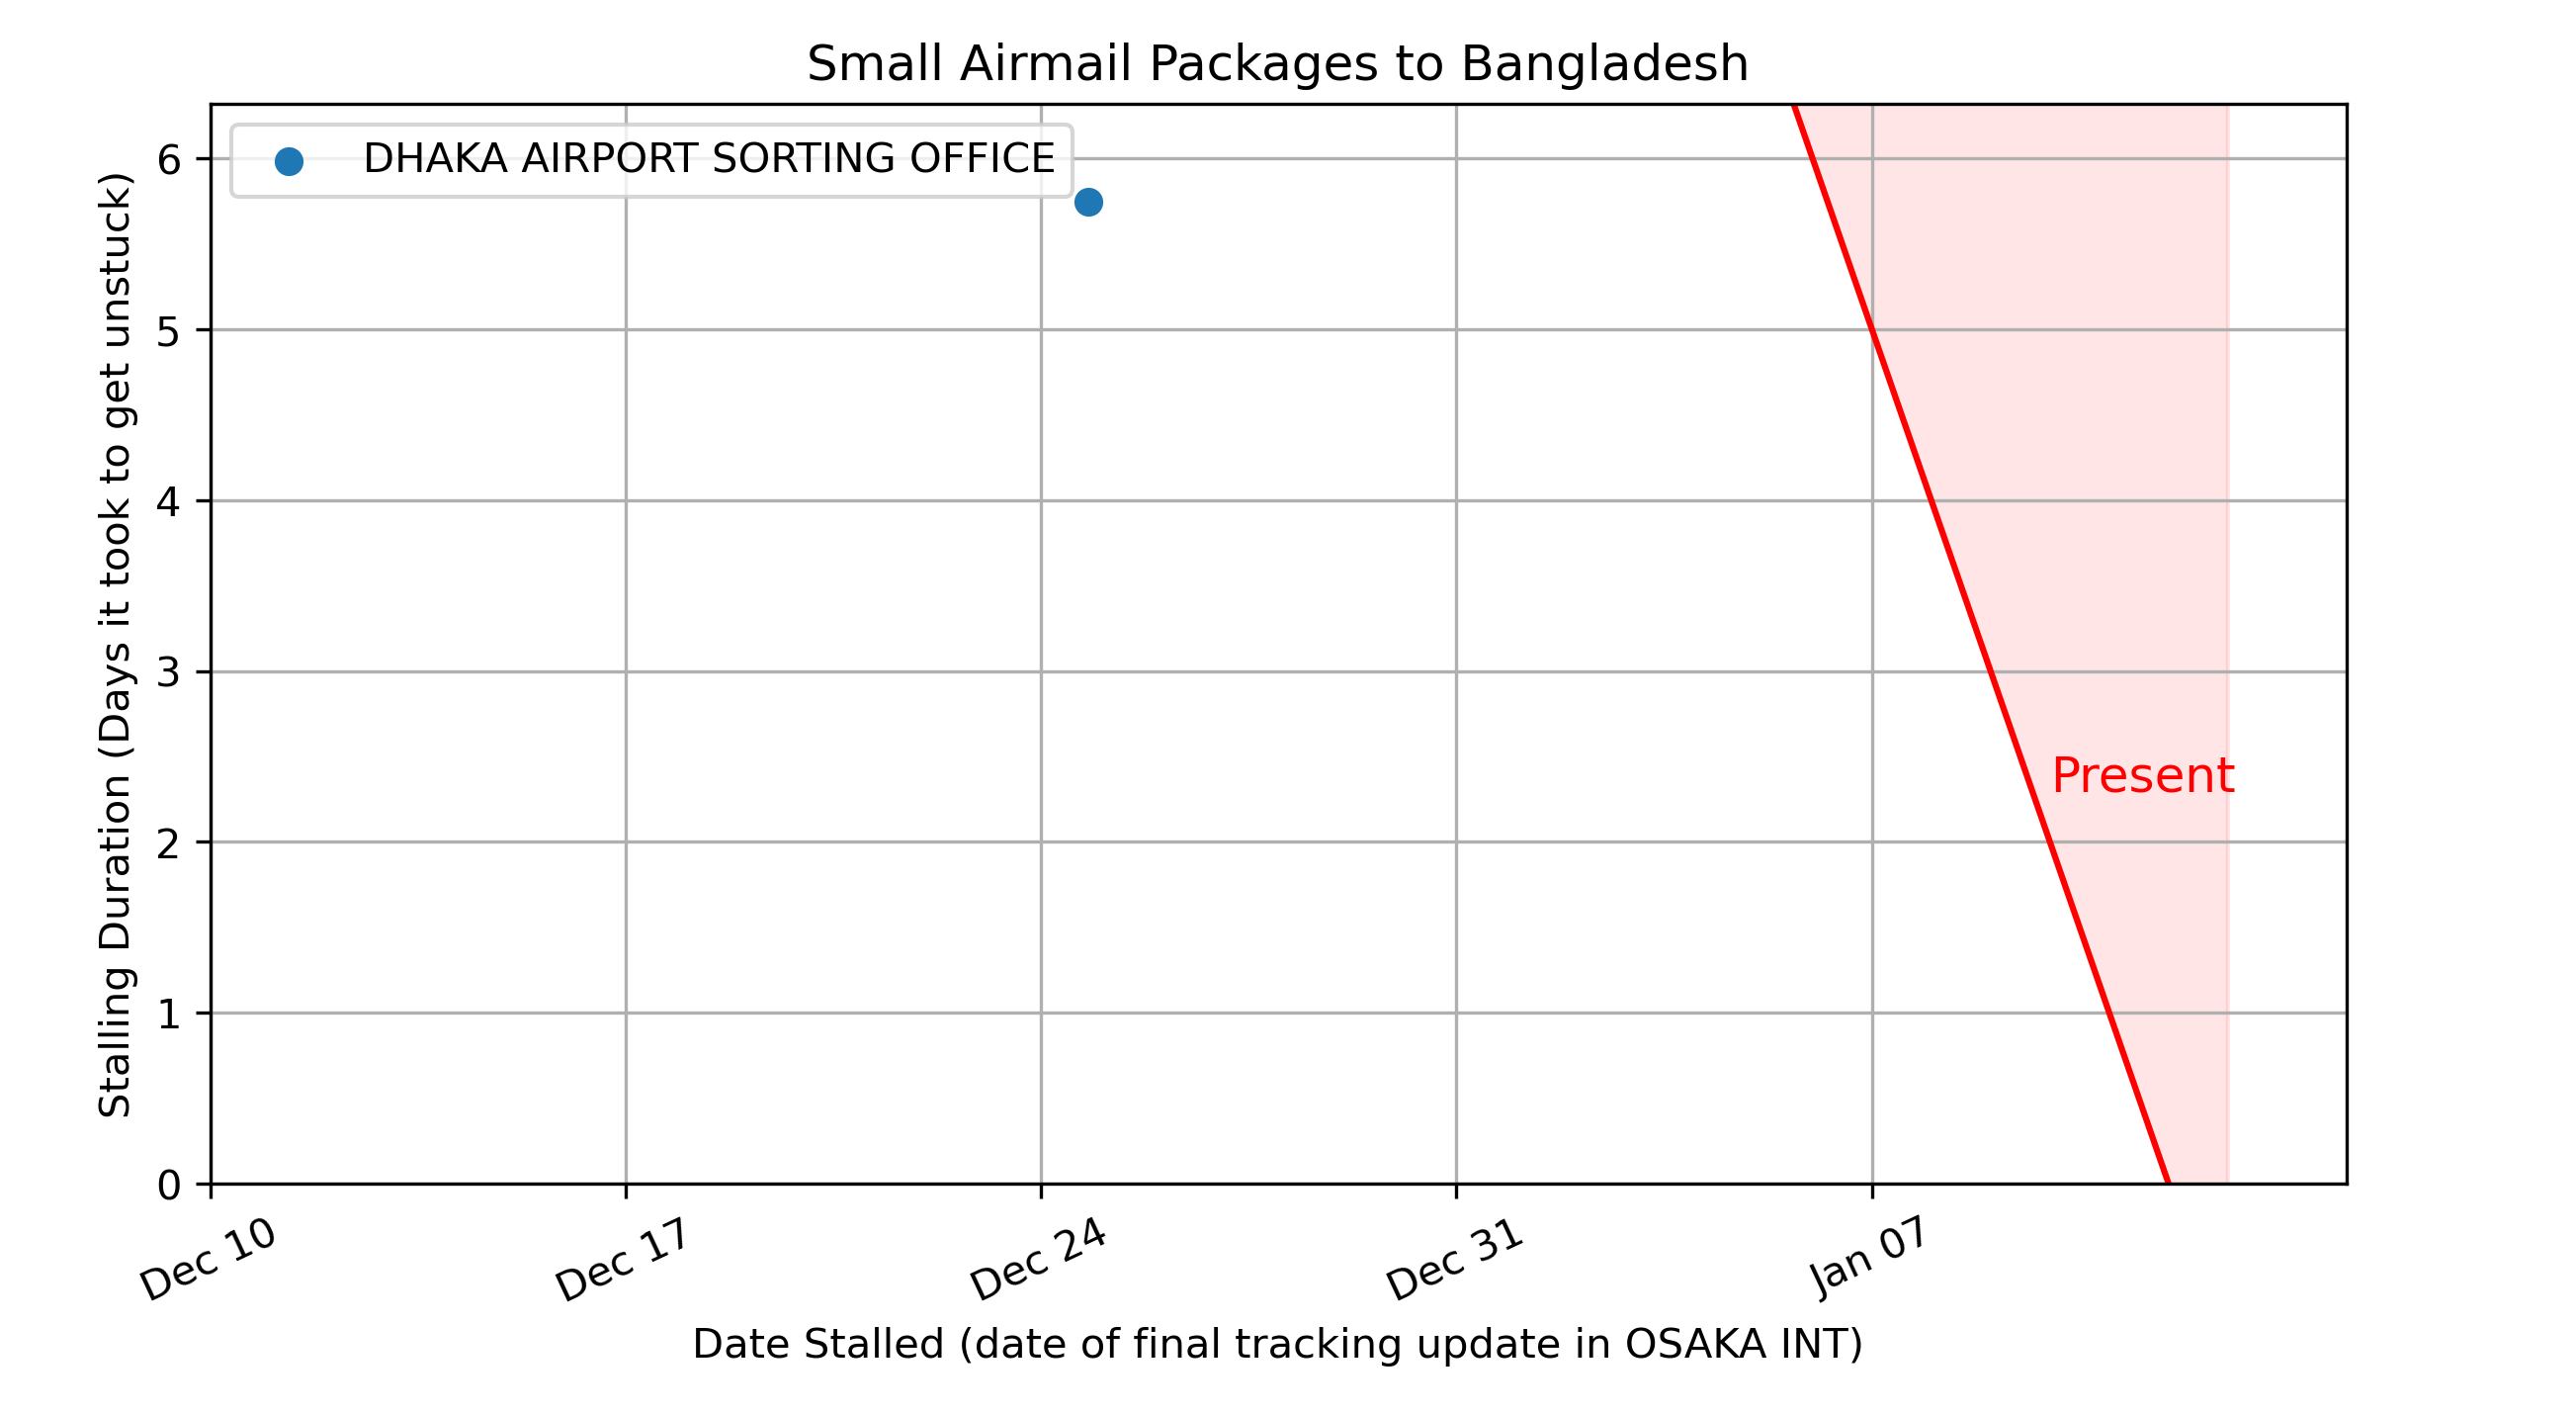 Small Airmail Packages to Bangladesh
DHAKA AIRPORT SORTING OFFICE
Stalling Duration (Days it took to get unstuck)
6
5
4
3
2
1
0
Present
Dec 10
Dec 17
Dec 24
Dec 31
Jan 07
Date Stalled (date of final tracking update in OSAKA INT)